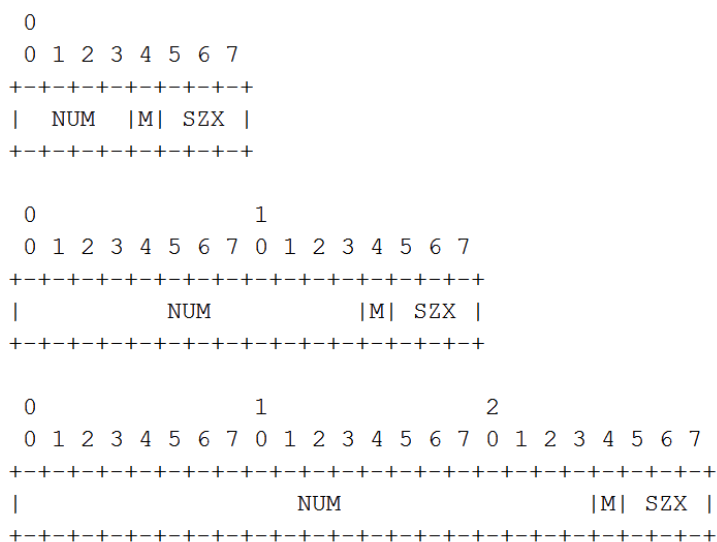 0
 0 1 2 3 4 5 6 7
+-+-+-+-+-+-+-+-+
|  NUM  |M| SZX |
+-+-+-+-+-+-+-+-+

 0               1
 0 1 2 3 4 5 6 7 0 1 2 3 4 5 6 7
+-+-+-+-+-+-+-+-+-+-+-+-+-+-+-+-+
|          NUM          |M| SZX |
+-+-+-+-+-+-+-+-+-+-+-+-+-+-+-+-+

 0               1               2
 0 1 2 3 4 5 6 7 0 1 2 3 4 5 6 7 0 1 2 3 4 5 6 7
+-+-+-+-+-+-+-+-+-+-+-+-+-+-+-+-+-+-+-+-+-+-+-+-+
|                   NUM                 |M| SZX |
+-+-+-+-+-+-+-+-+-+-+-+-+-+-+-+-+-+-+-+-+-+-+-+-+